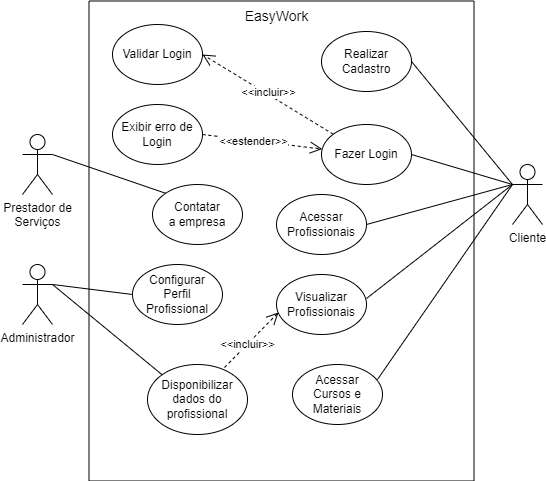 EasyWork
Validar Login
Realizar
Cadastro
<<incluir>>
Exibir erro de
Login
<<estender>>
Fazer Login
Prestador de
Serviços
Contatar
a empresa
Acessar
Profissionais
Cliente
Configurar
Perfil
Profissional
Visualizar
Profissionais
Administrador
<<incluir>>
Disponibilizar
dados do
profissional
Acessar
Cursos e
Materiais